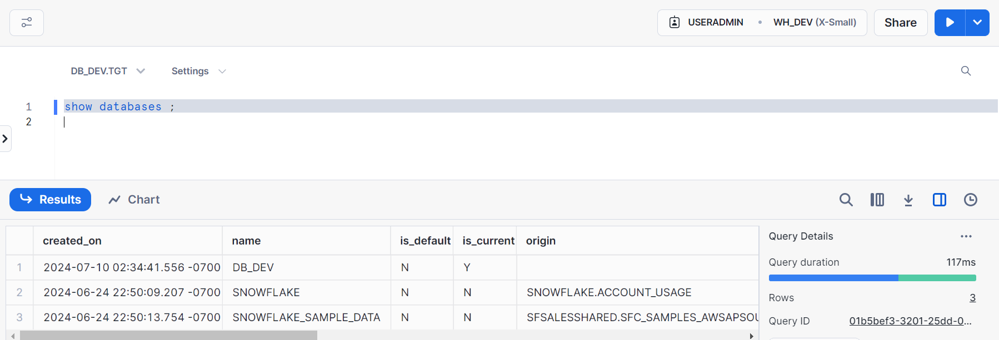 USERADMIN • WH_DEV (X-Small) Share
DB_DEV.TGT Settings
1 show databases ;
2
Results Chart
created_on name is_default is_current origin
1 2024-07-10 02:34:41.556 -0700 DB_DEV N Y
2 2024-06-24 22:50:09.207 -0700 SNOWFLAKE N N SNOWFLAKE.ACCOUNT_USAGE
3 2024-06-24 22:50:13.754 -0700 SNOWFLAKE_SAMPLE_DATA N N SFSALESSHARED.SFC_SAMPLES_AWSAPSOU
Query Details ...
Query duration 117ms
Rows 3
Query ID 01b5bef3-3201-25dd-0...